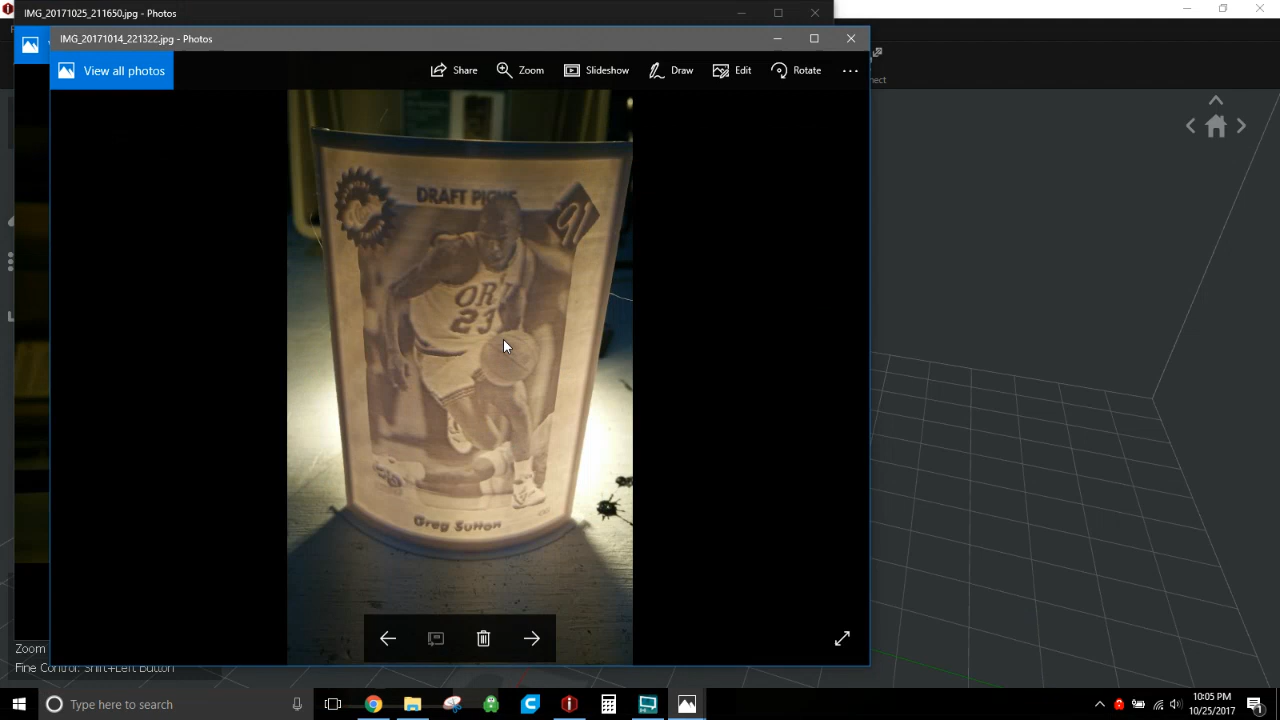 IMG_20171025_211650.jpg - Photos
IMG_20171014_221322.jpg - Photos
View all photos
Share
Zoom
Slideshow
Draw
Edit
Rotate
DRAFT
91
OR
23
Greg Sutton
Zoom
Fine Control: Shift+Left Button
Type here to search
10:05 PM
10/25/2017